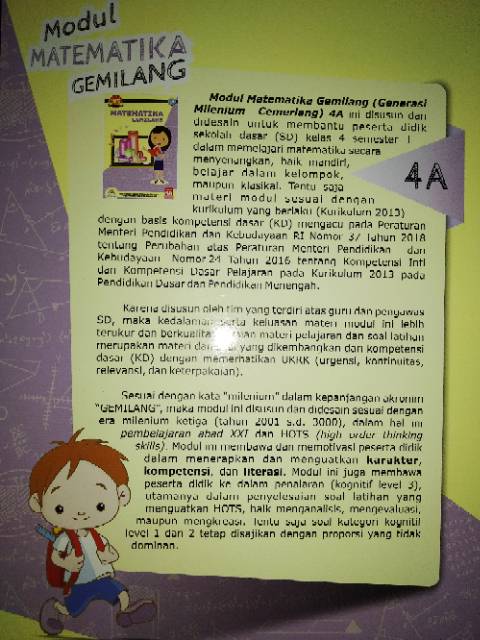 Modul
MATEMATIKA
GEMILANG
MATEMATIKA
GEMILANG
4A
Modul Matematika Gemilang (Generasi
Milenium Cemerlang) 4A ini disusun dan
didesain untuk membantu peserta didik
sekolah dasar (SD) kelas 4 semester 1
dalam memelajari matematika secara
menyenangkan, baik mandiri,
belajar dalam kelompok,
maupun klasikal. Tentu saja
materi modul sesuai dengan
kurikulum yang berlaku (Kurikulum 2013)
dengan basis kompetensi dasar (KD) mengacu pada Peraturan
Menteri Pendidikan dan Kebudayaan RI Nomor 37 Tahun 2018
tentang Perubahan atas Peraturan Menteri Pendidikan dan
Kebudayaan Nomor 24 Tahun 2016 tentang Kompetensi Inti
dan Kompetensi Dasar Pelajaran pada Kurikulum 2013 pada
Pendidikan Dasar dan Pendidikan Menengah.
Karena disusun oleh tim yang terdiri atas guru dan pengawas
SD, maka kedalaman serta keluasan materi modul ini lebih
terukur dan berkualitas. materi pelajaran dan soal latihan
merupakan materi dan yang dikembangkan dari kompetensi
dasar (KD) dengan memerhatikan UKRK (urgensi, kontinuitas,
relevansi, dan keterpakaian).
Sesuai dengan kata "milenium" dalam kepanjangan akronim
"GEMILANG", maka modul ini disusun dan didesain sesuai dengan
era milenium ketiga (tahun 2001 s.d. 3000), dalam hal ini
pembelajaran abad XXI dan HOTS (high order thinking
skills). Modul ini membawa dan memotivasi peserta didik
dalam menerapkan dan menguatkan karakter,
kompetensi, dan literasi. Modul ini juga membawa
peserta didik ke dalam penalaran (kognitif level 3),
utamanya dalam penyelesaian soal latihan yang
menguatkan HOTS, baik menganalisis, mengevaluasi,
maupun mengkreasi. Tentu saja soal kategori kognitif
level 1 dan 2 tetap disajikan dengan proporsi yang tidak
dominan.